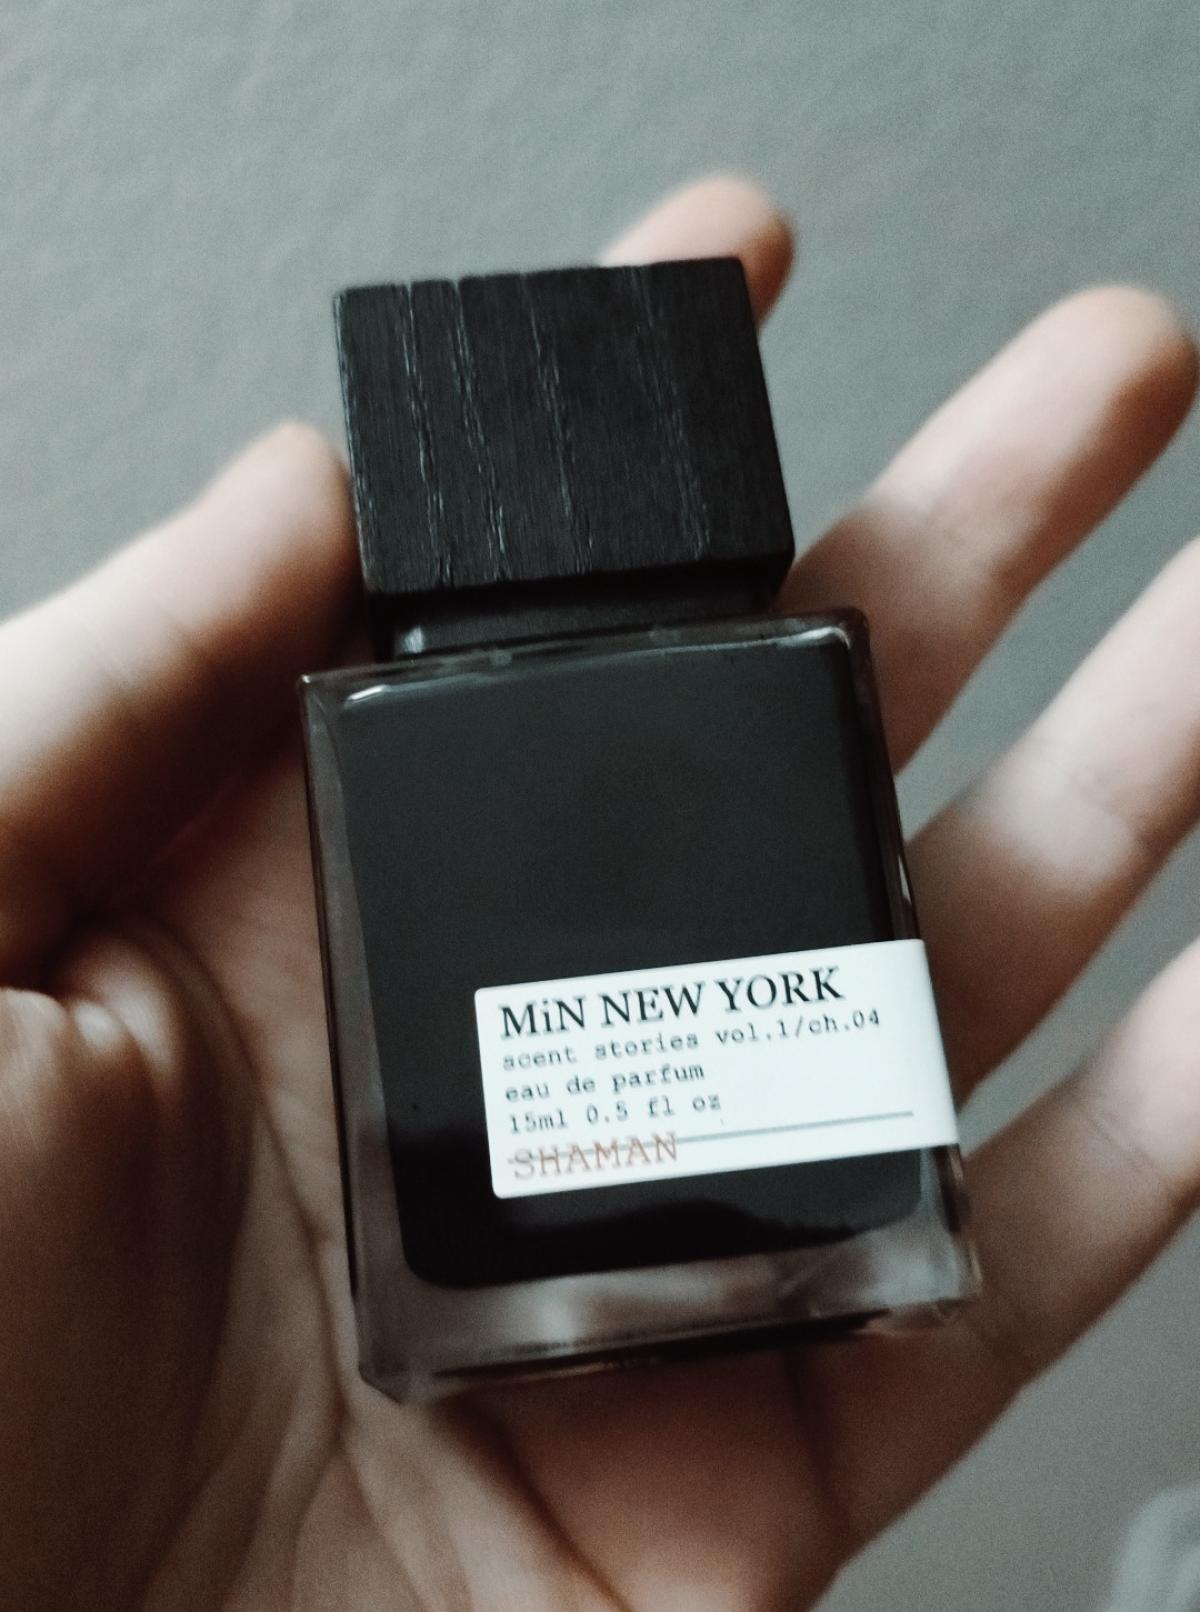 MiN NEW YORK
scent stories vol.1/ch.04
eau de parfum
15ml 0.5 fl oz
SHAMAN